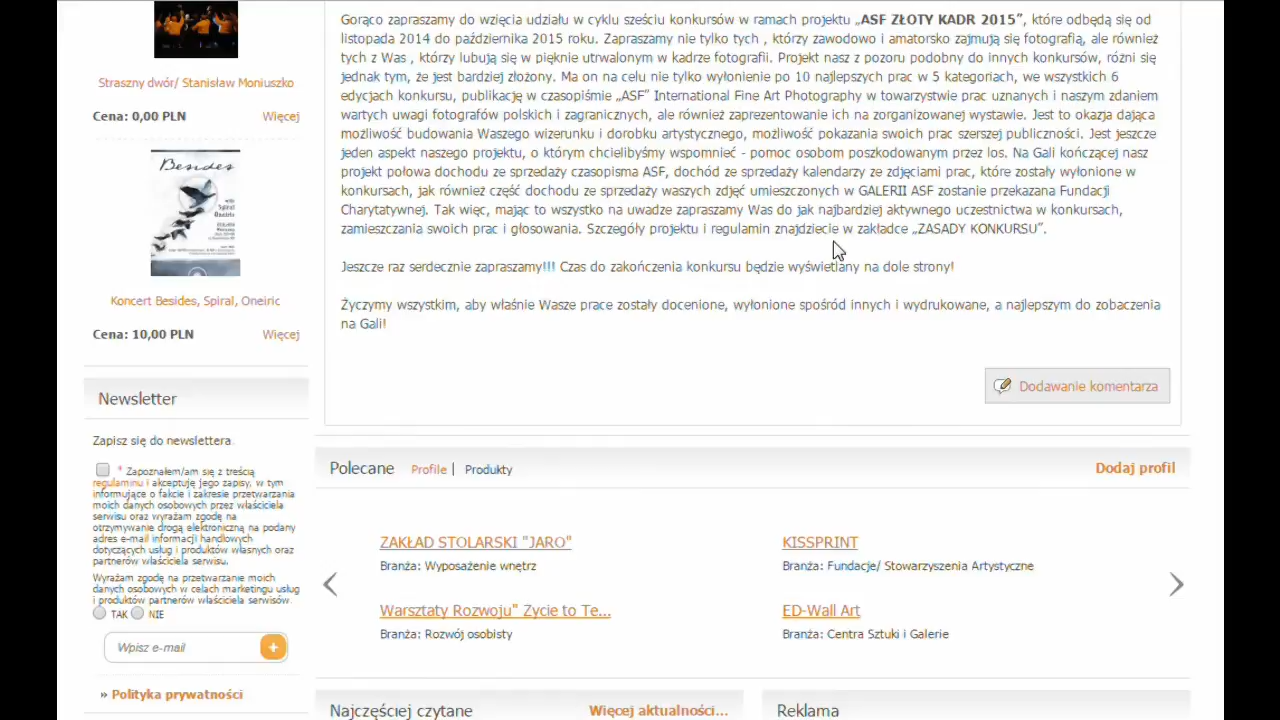 Straszny dwór/ Stanisław Moniuszko
Cena: 0,00 PLN Więcej
Besides
Koncert Besides, Spiral, Oneiric
Cena: 10,00 PLN Więcej
Newsletter
Zapisz się do newslettera
* Zapoznałem/am się z treścią
regulaminu i akceptuję jego zapisy, w tym
informujące o fakcie i zakresie przetwarzania
moich danych osobowych przez właściciela
serwisu oraz wyrażam zgodę na
otrzymywanie drogą elektroniczną na podany
adres e-mail informacji handlowych
dotyczących usług i produktów własnych oraz
partnerów właściciela serwisu.
Wyrażam zgodę na przetwarzanie moich
danych osobowych w celach marketingu usług
i produktów partnerów właściciela serwisów.
TAK NIE
Wpisz e-mail
+
» Polityka prywatności
Gorąco zapraszamy do wzięcia udziału w cyklu sześciu konkursów w ramach projektu „ASF ZŁOTY KADR 2015”, które odbędą się od
listopada 2014 do października 2015 roku. Zapraszamy nie tylko tych , którzy zawodowo i amatorsko zajmują się fotografią, ale również
tych z Was , którzy lubują się w pięknie utrwalonym w kadrze fotografii. Projekt nasz z pozoru podobny do innych konkursów, różni się
jednak tym, że jest bardziej złożony. Ma on na celu nie tylko wyłonienie po 10 najlepszych prac w 5 kategoriach, we wszystkich 6
edycjach konkursu, publikację w czasopiśmie „ASF” International Fine Art Photography w towarzystwie prac uznanych i naszym zdaniem
wartych uwagi fotografów polskich i zagranicznych, ale również zaprezentowanie ich na zorganizowanej wystawie. Jest to okazja dająca
możliwość budowania Waszego wizerunku i dorobku artystycznego, możliwość pokazania swoich prac szerszej publiczności. Jest jeszcze
jeden aspekt naszego projektu, o którym chcielibyśmy wspomnieć - pomoc osobom poszkodowanym przez los. Na Gali kończącej nasz
projekt połowa dochodu ze sprzedaży czasopisma ASF, dochód ze sprzedaży kalendarzy ze zdjęciami prac, które zostały wyłonione w
konkursach, jak również część dochodu ze sprzedaży waszych zdjęć umieszczonych w GALERII ASF zostanie przekazana Fundacji
Charytatywnej. Tak więc, mając to wszystko na uwadze zapraszamy Was do jak najbardziej aktywnego uczestnictwa w konkursach,
zamieszczania swoich prac i głosowania. Szczegóły projektu i regulamin znajdziecie w zakładce „ZASADY KONKURSU”.
Jeszcze raz serdecznie zapraszamy!!! Czas do zakończenia konkursu będzie wyświetlany na dole strony!
Życzymy wszystkim, aby właśnie Wasze prace zostały docenione, wyłonione spośród innych i wydrukowane, a najlepszym do zobaczenia
na Gali!
Dodawanie komentarza
Polecane Profile | Produkty Dodaj profil
ZAKŁAD STOLARSKI "JARO"
Branża: Wyposażenie wnętrz
KISSPRINT
Branża: Fundacje/ Stowarzyszenia Artystyczne
Warsztaty Rozwoju" Zycie to Te...
Branża: Rozwój osobisty
ED-Wall Art
Branża: Centra Sztuki i Galerie
Najczęściej czytane Więcej aktualności...
Reklama